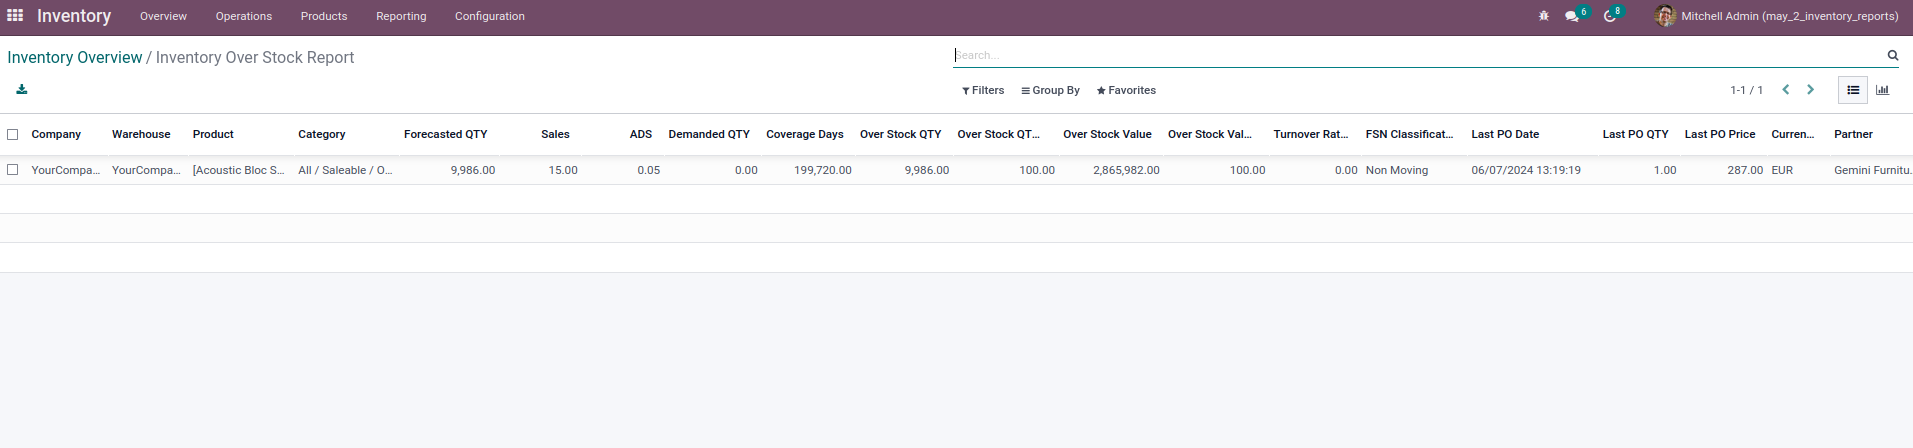 Inventory Overview Operations Products Reporting Configuration 6 8 Mitchell Admin (may_2_inventory_reports)
Inventory Overview / Inventory Over Stock Report Search...
Filters Group By Favorites 1-1 / 1
Company Warehouse Product Category Forecasted QTY Sales ADS Demanded QTY Coverage Days Over Stock QTY Over Stock QT... Over Stock Value Over Stock Val... Turnover Rat... FSN Classificat... Last PO Date Last PO QTY Last PO Price Curren... Partner
YourCompa... YourCompa... [Acoustic Bloc S... All / Saleable / O... 9,986.00 15.00 0.05 0.00 199,720.00 9,986.00 100.00 2,865,982.00 100.00 0.00 Non Moving 06/07/2024 13:19:19 1.00 287.00 EUR Gemini Furnitu.